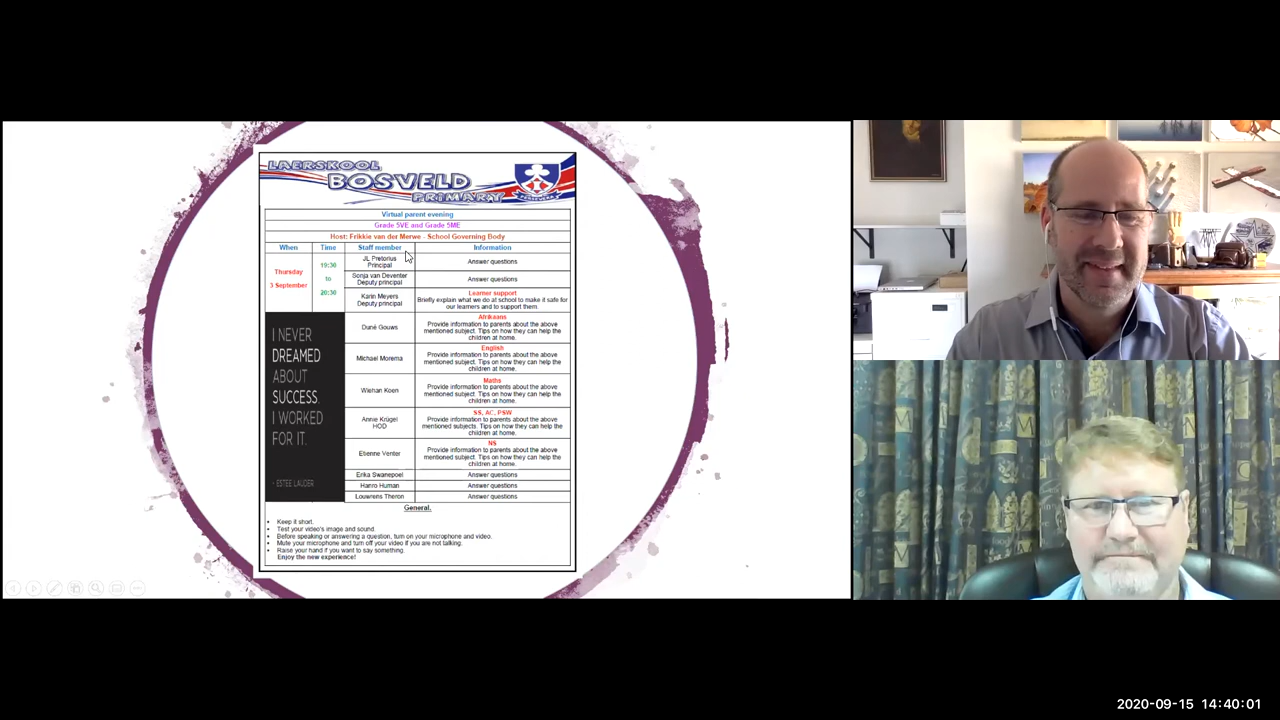 LAERSKOOL
BOSVELD
PRIMARY
Virtual parent evening
Grade 5VE and Grade 5ME
Host: Frikkie van der Merwe - School Governing Body
When Time Staff member Information
Thursday
3 September
19:30
to
20:30
JL Pretorius
Principal
Answer questions
Sonja van Deventer
Deputy principal
Answer questions
Karin Meyers
Deputy principal
Learner support
Briefly explain what we do at school to make it safe for
our learners and to support them.
I NEVER
DREAMED
ABOUT
SUCCESS.
I WORKED
FOR IT.
- ESTEE LAUDER
Duné Gouws
Afrikaans
Provide information to parents about the above
mentioned subject. Tips on how they can help the
children at home.
Michael Morema
English
Provide information to parents about the above
mentioned subject. Tips on how they can help the
children at home.
Wiehan Koen
Maths
Provide information to parents about the above
mentioned subject. Tips on how they can help the
children at home.
Annie Krügel
HOD
SS, AC, PSW
Provide information to parents about the above
mentioned subjects. Tips on how they can help the
children at home.
Etienne Venter
NS
Provide information to parents about the above
mentioned subject. Tips on how they can help the
children at home.
Erika Swanepoel Answer questions
Hanro Human Answer questions
Louwrens Theron Answer questions
General.
• Keep it short.
• Test your video's image and sound.
• Before speaking or answering a question, turn on your microphone and video.
• Mute your microphone and turn off your video if you are not talking.
• Raise your hand if you want to say something.
Enjoy the new experience!
2020-09-15 14:40:01